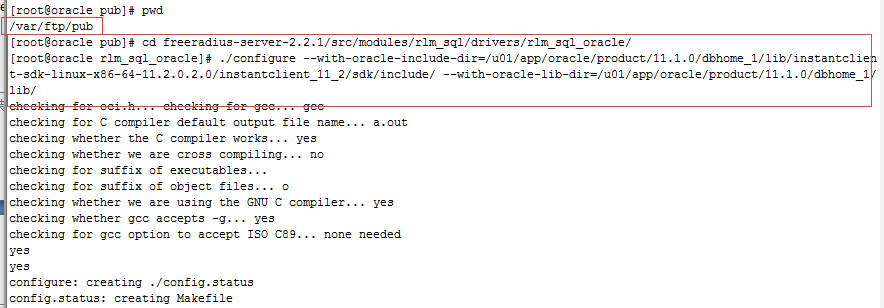 [root@oracle pub]# pwd
/var/ftp/pub
[root@oracle pub]# cd freeradius-server-2.2.1/src/modules/rlm_sql/drivers/rlm_sql_oracle/
[root@oracle rlm_sql_oracle]# ./configure --with-oracle-include-dir=/u01/app/oracle/product/11.1.0/dbhome_1/lib/instantclien
t-sdk-linux-x86-64-11.2.0.2.0/instantclient_11_2/sdk/include/ --with-oracle-lib-dir=/u01/app/oracle/product/11.1.0/dbhome_1/
lib/
checking for oci.h... checking for gcc... gcc
checking for C compiler default output file name... a.out
checking whether the C compiler works... yes
checking whether we are cross compiling... no
checking for suffix of executables...
checking for suffix of object files... o
checking whether we are using the GNU C compiler... yes
checking whether gcc accepts -g... yes
checking for gcc option to accept ISO C89... none needed
yes
yes
configure: creating ./config.status
config.status: creating Makefile